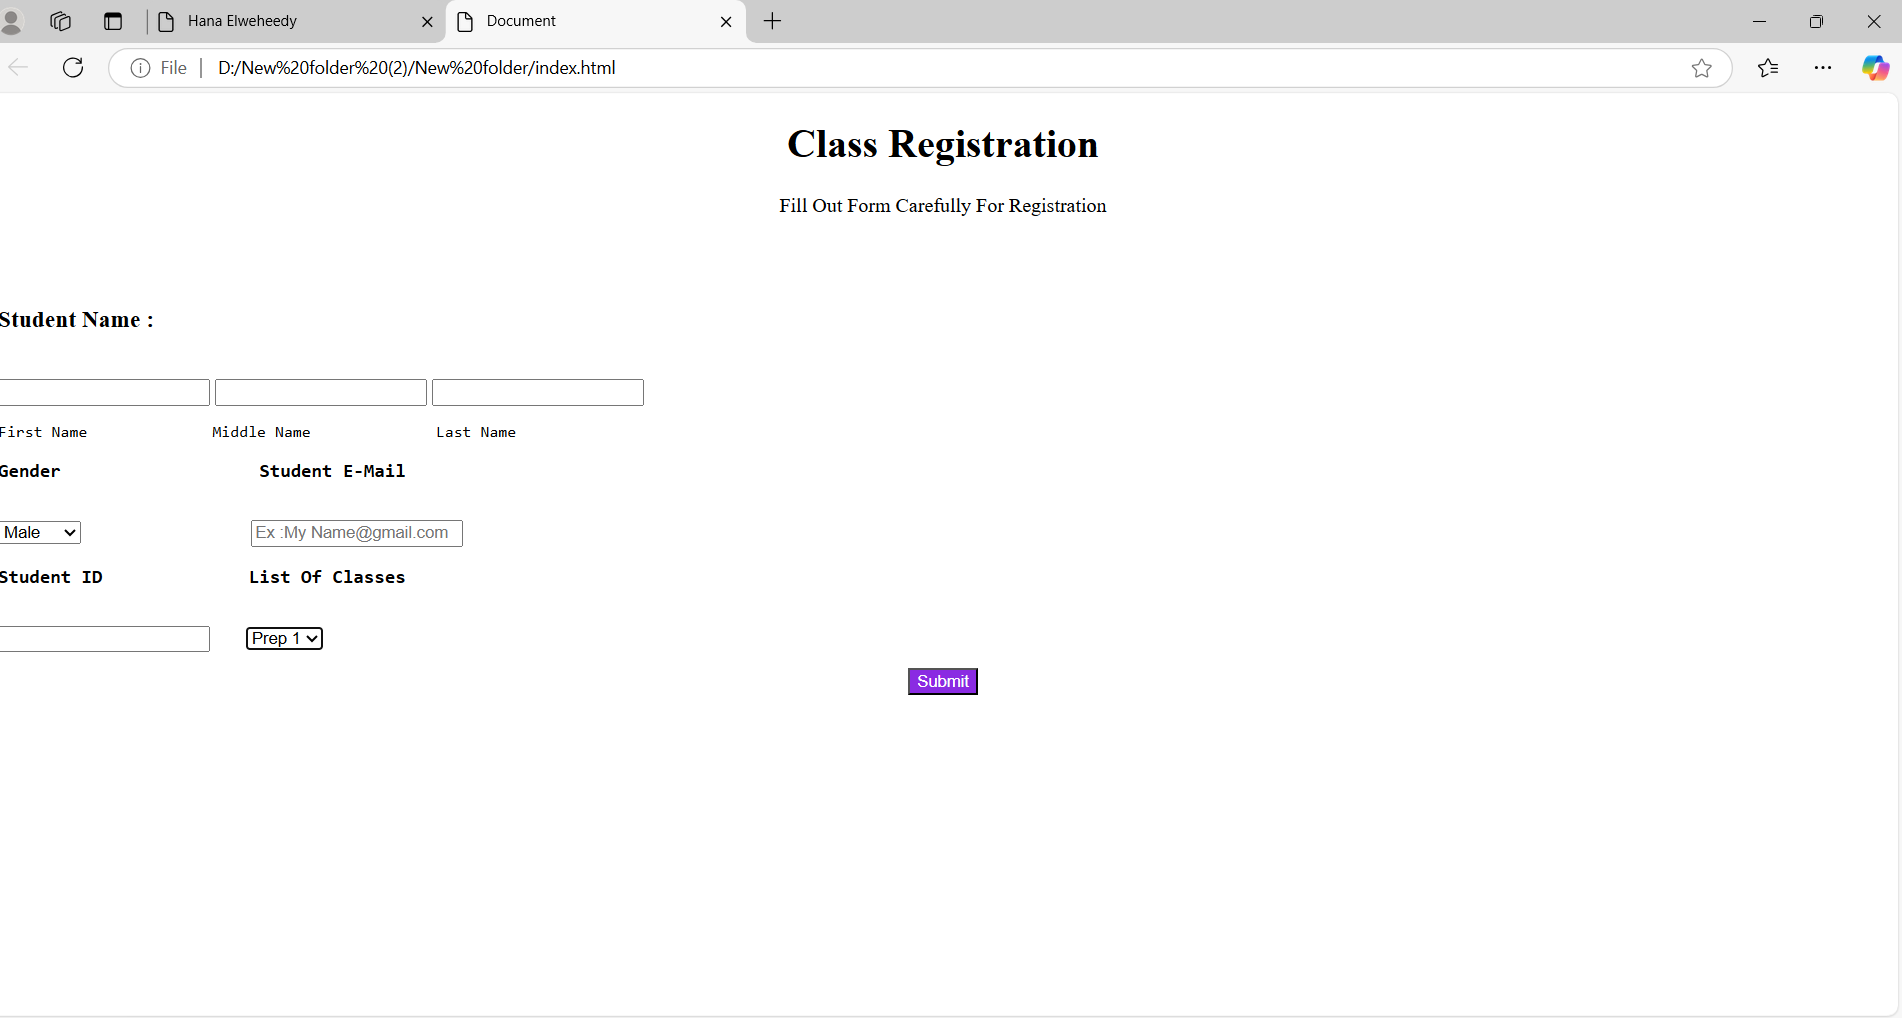 Hana Elweheedy
Document
File
D:/New%20folder%20(2)/New%20folder/index.html
Class Registration
Fill Out Form Carefully For Registration
Student Name :
First Name Middle Name Last Name
Gender Student E-Mail
Male Ex :My Name@gmail.com
Student ID List Of Classes
Prep 1
Submit